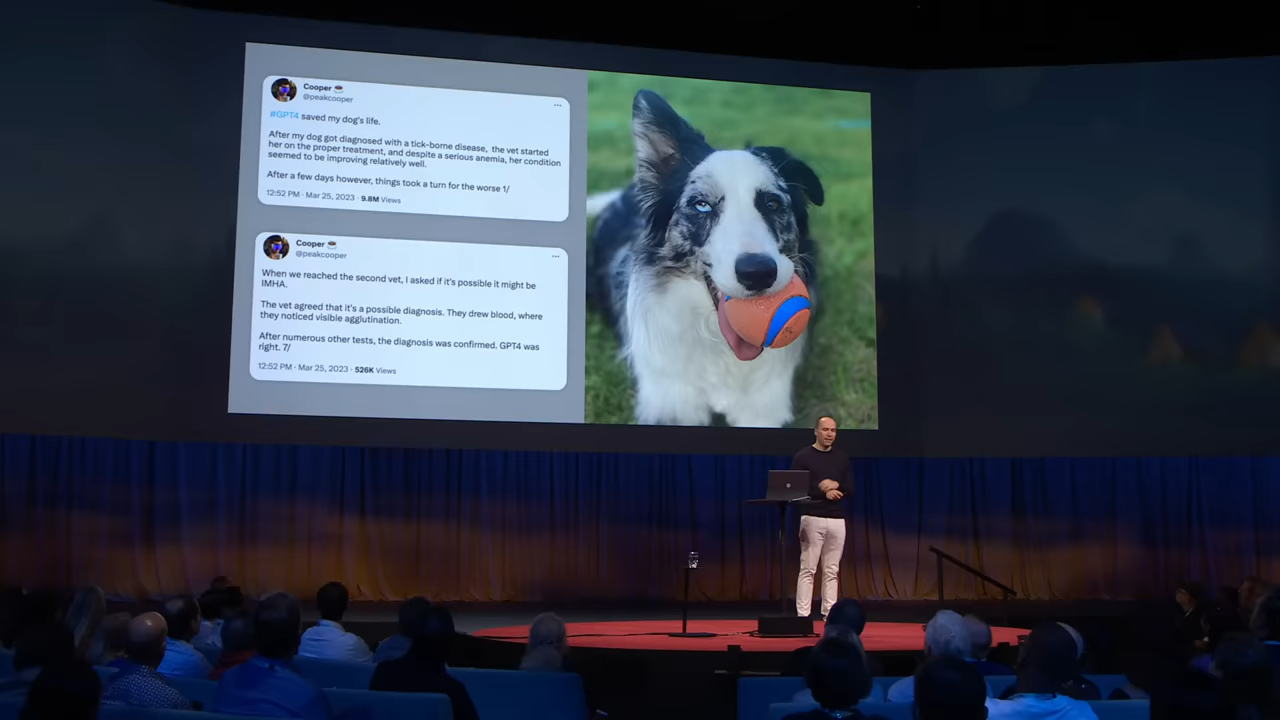 Cooper ☕
@peakcooper
#GPT4 saved my dog's life.
After my dog got diagnosed with a tick-borne disease, the vet started
her on the proper treatment, and despite a serious anemia, her condition
seemed to be improving relatively well.
After a few days however, things took a turn for the worse 1/
12:52 PM · Mar 25, 2023 · 9.8M Views
Cooper ☕
@peakcooper
When we reached the second vet, I asked if it's possible it might be
IMHA.
The vet agreed that it's a possible diagnosis. They drew blood, where
they noticed visible agglutination.
After numerous other tests, the diagnosis was confirmed. GPT4 was
right. 7/
12:52 PM · Mar 25, 2023 · 526K Views